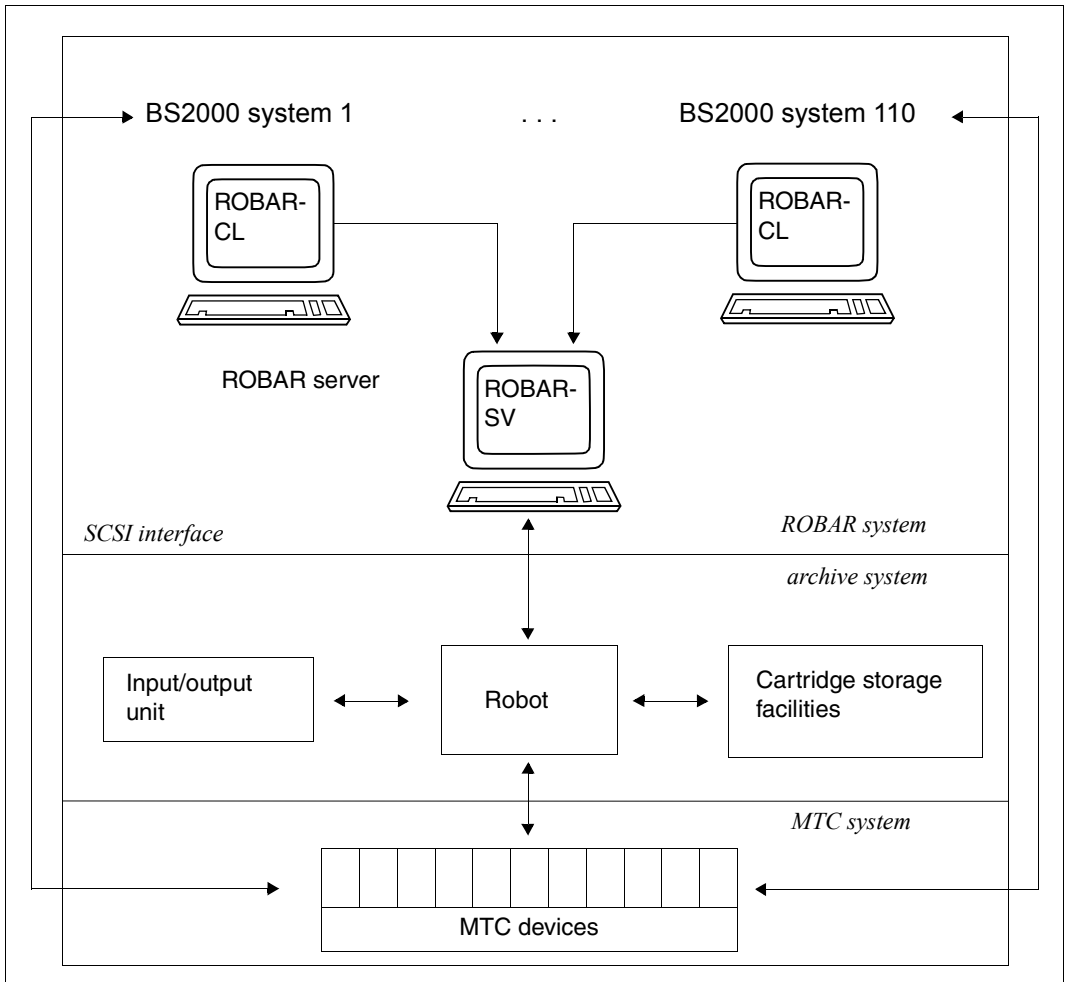 BS2000 system 1 . . . BS2000 system 110
ROBAR-
CL
ROBAR-
CL
ROBAR server
ROBAR-
SV
SCSI interface
ROBAR system
archive system
Input/output
unit
Robot
Cartridge storage
facilities
MTC system
MTC devices